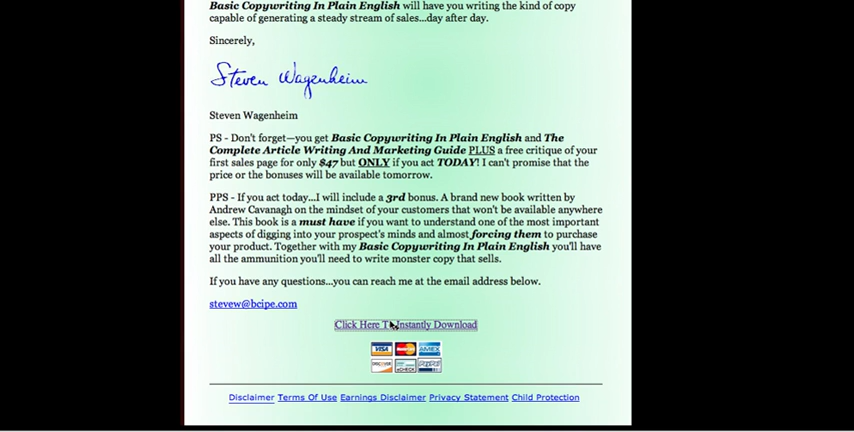 Basic Copywriting In Plain English will have you writing the kind of copy
capable of generating a steady stream of sales...day after day.
Sincerely,
Steven Wagenheim
Steven Wagenheim
PS - Don't forget—you get Basic Copywriting In Plain English and The
Complete Article Writing And Marketing Guide PLUS a free critique of your
first sales page for only $47 but ONLY if you act TODAY! I can't promise that the
price or the bonuses will be available tomorrow.
PPS - If you act today...I will include a 3rd bonus. A brand new book written by
Andrew Cavanagh on the mindset of your customers that won't be available anywhere
else. This book is a must have if you want to understand one of the most important
aspects of digging into your prospect's minds and almost forcing them to purchase
your product. Together with my Basic Copywriting In Plain English you'll have
all the ammunition you'll need to write monster copy that sells.
If you have any questions...you can reach me at the email address below.
stevew@bcipe.com
Click Here To Instantly Download
VISA MasterCard AMEX
DISCOVER eCHECK PayPal
Disclaimer Terms Of Use Earnings Disclaimer Privacy Statement Child Protection